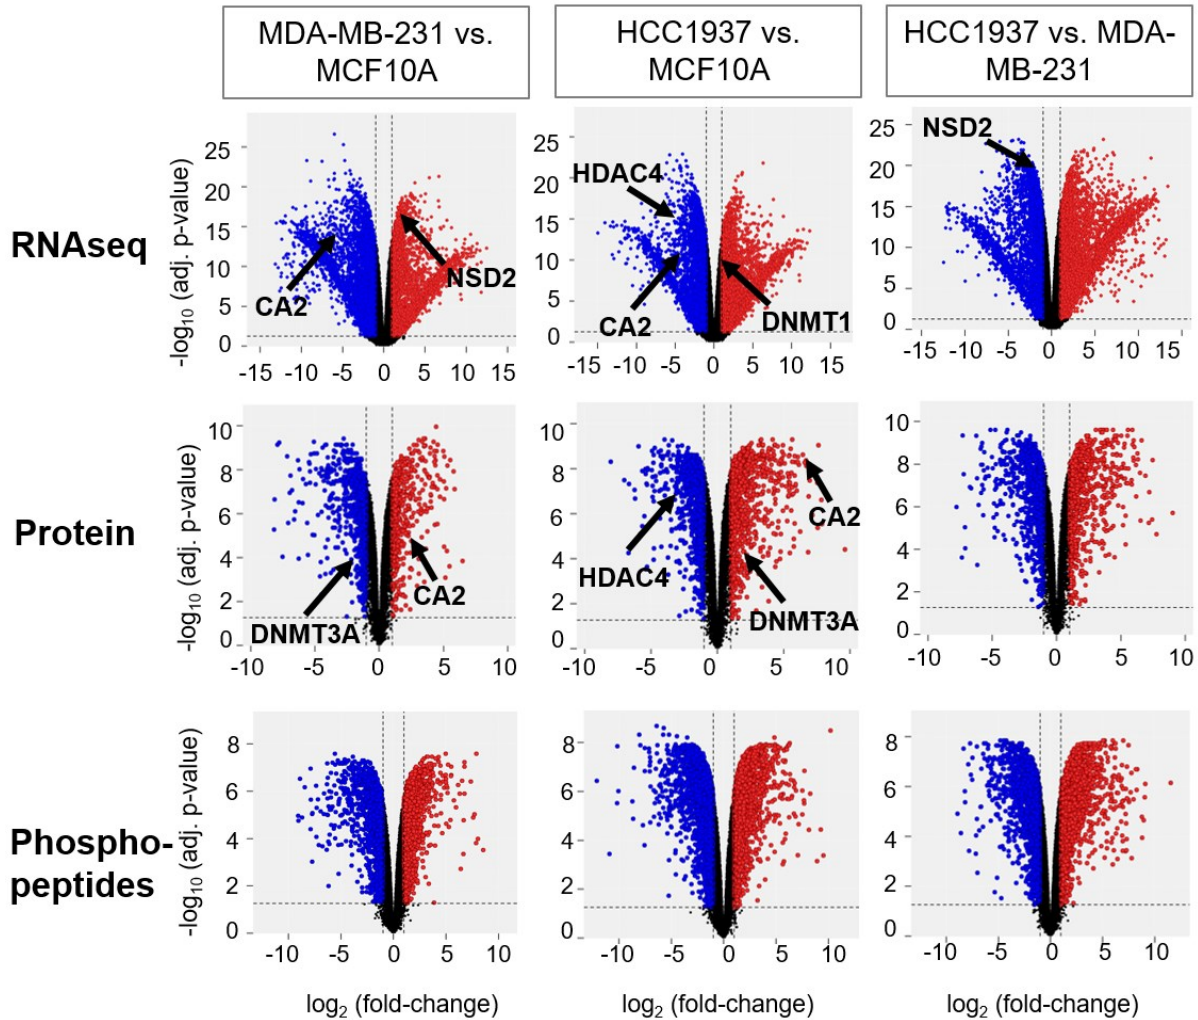 MDA-MB-231 vs.
MCF10A
HCC1937 vs.
MCF10A
HCC1937 vs. MDA-
MB-231
RNAseq
-log10 (adj. p-value)
25
20
15
10
5
0
CA2
NSD2
-15 -10 -5 0 5 10 15
25
20
15
10
5
0
HDAC4
CA2
DNMT1
-15 -10 -5 0 5 10 15
25
20
15
10
5
0
NSD2
-15 -10 -5 0 5 10 15
Protein
-log10 (adj. p-value)
10
8
6
4
2
0
DNMT3A
CA2
-10 -5 0 5 10
10
8
6
4
2
0
HDAC4
CA2
DNMT3A
-10 -5 0 5 10
10
8
6
4
2
0
-10 -5 0 5 10
Phospho-
peptides
-log10 (adj. p-value)
8
6
4
2
0
-10 -5 0 5 10
8
6
4
2
0
-10 -5 0 5 10
8
6
4
2
0
-10 -5 0 5 10
log2 (fold-change)
log2 (fold-change)
log2 (fold-change)